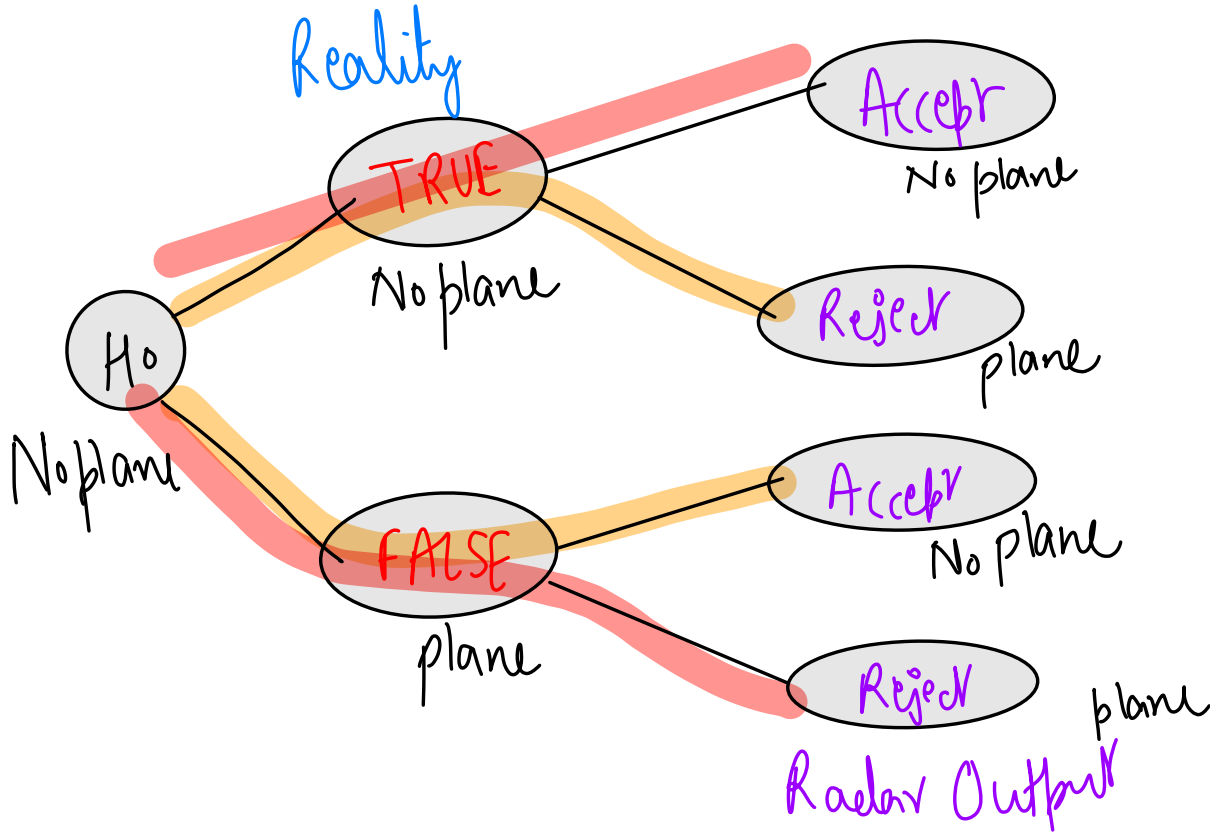 Reality
TRUE
Accept
No plane
No plane
Reject
plane
Ho
No plane
FALSE
plane
Accept
No plane
Reject
plane
Radar Output